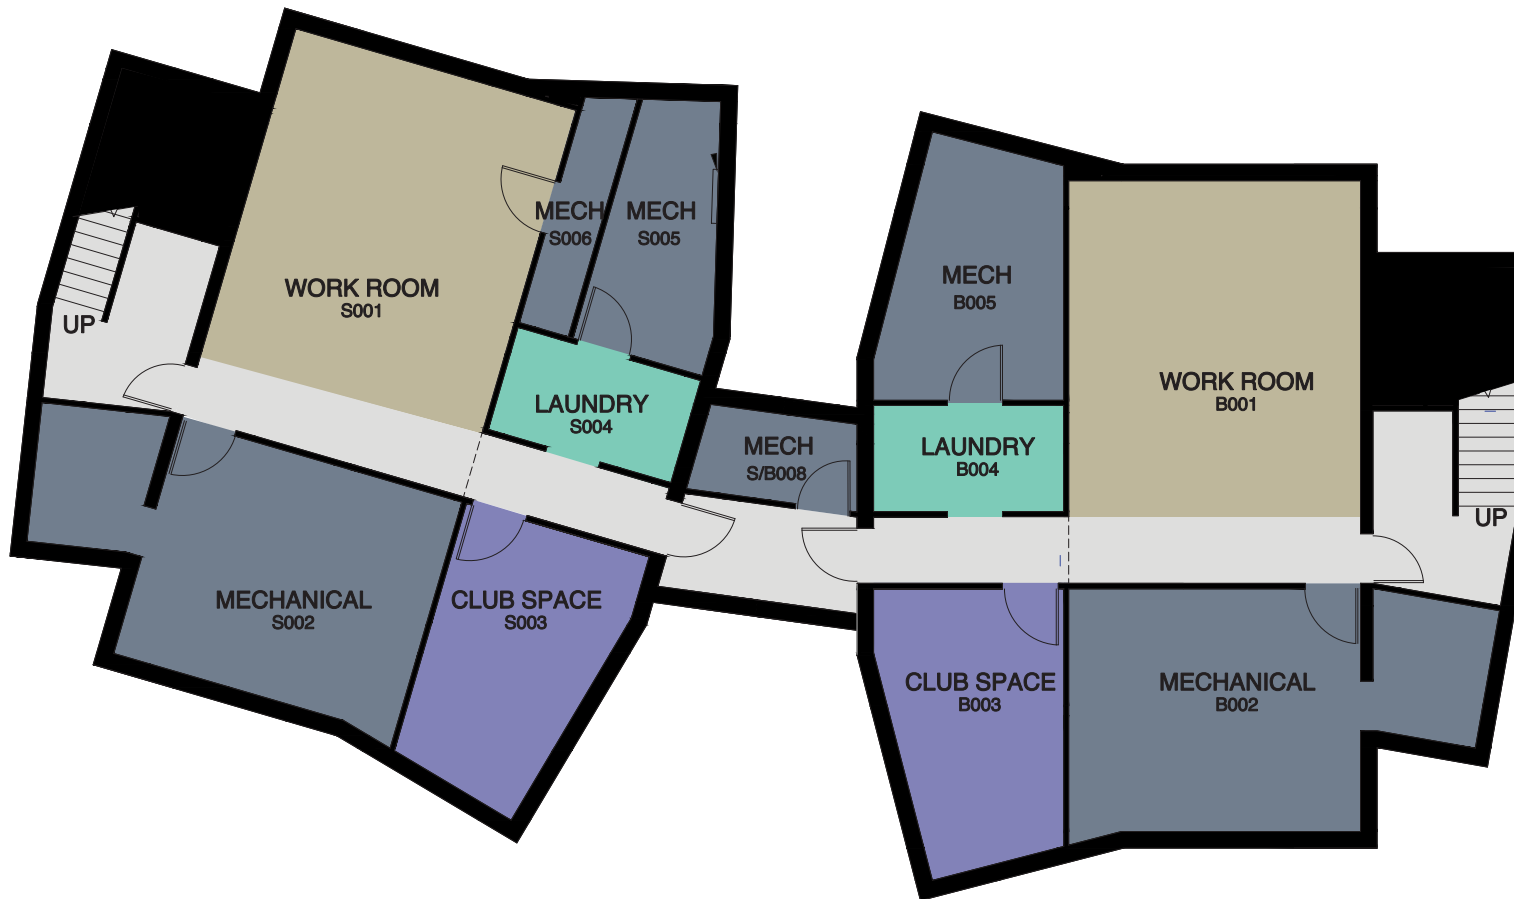 MECH
S006
MECH
S005
WORK ROOM
S001
UP
LAUNDRY
S004
MECH
S/B008
MECHANICAL
S002
CLUB SPACE
S003
MECH
B005
WORK ROOM
B001
LAUNDRY
B004
UP
CLUB SPACE
B003
MECHANICAL
B002